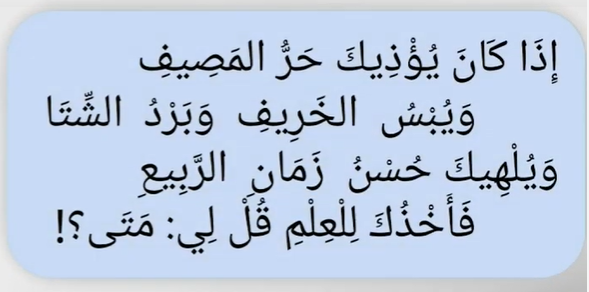 إِذَا كَانَ يُؤْذِيكَ حَرُّ المَصِيفِ
وَيُبْسُ الخَرِيفِ وَبَرْدُ الشِّتَا
وَيُلْهِيكَ حُسْنُ زَمَانِ الرَّبِيعِ
فَأَخْذُكَ لِلْعِلْمِ قُلْ لِي: مَتَى؟!